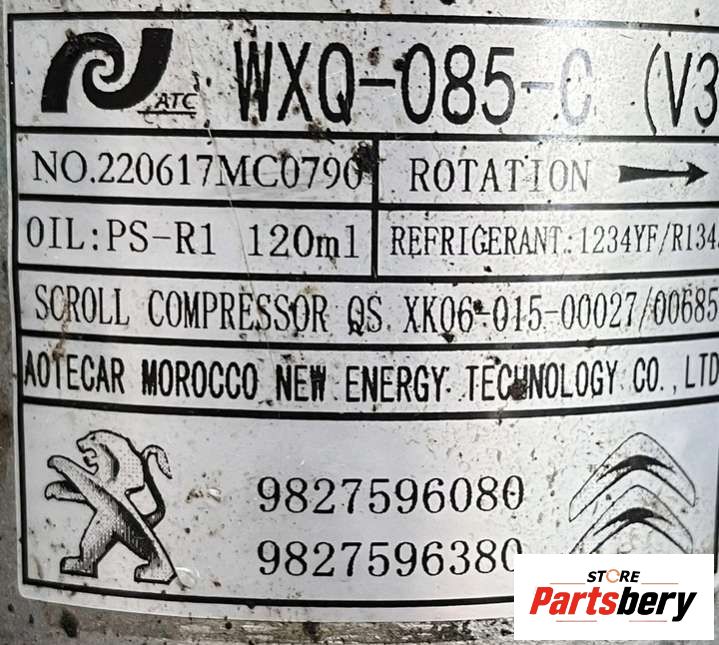 ATC WXQ-085-C (V3
NO.220617MC0790 ROTATION
OIL:PS-R1 120ml REFRIGERANT:1234YF/R134
SCROLL COMPRESSOR QS XK06-015-00027/00685
AOTECAR MOROCCO NEW ENERGY TECHNOLOGY CO.,LTD
9827596080
9827596380
STORE
Partsbery